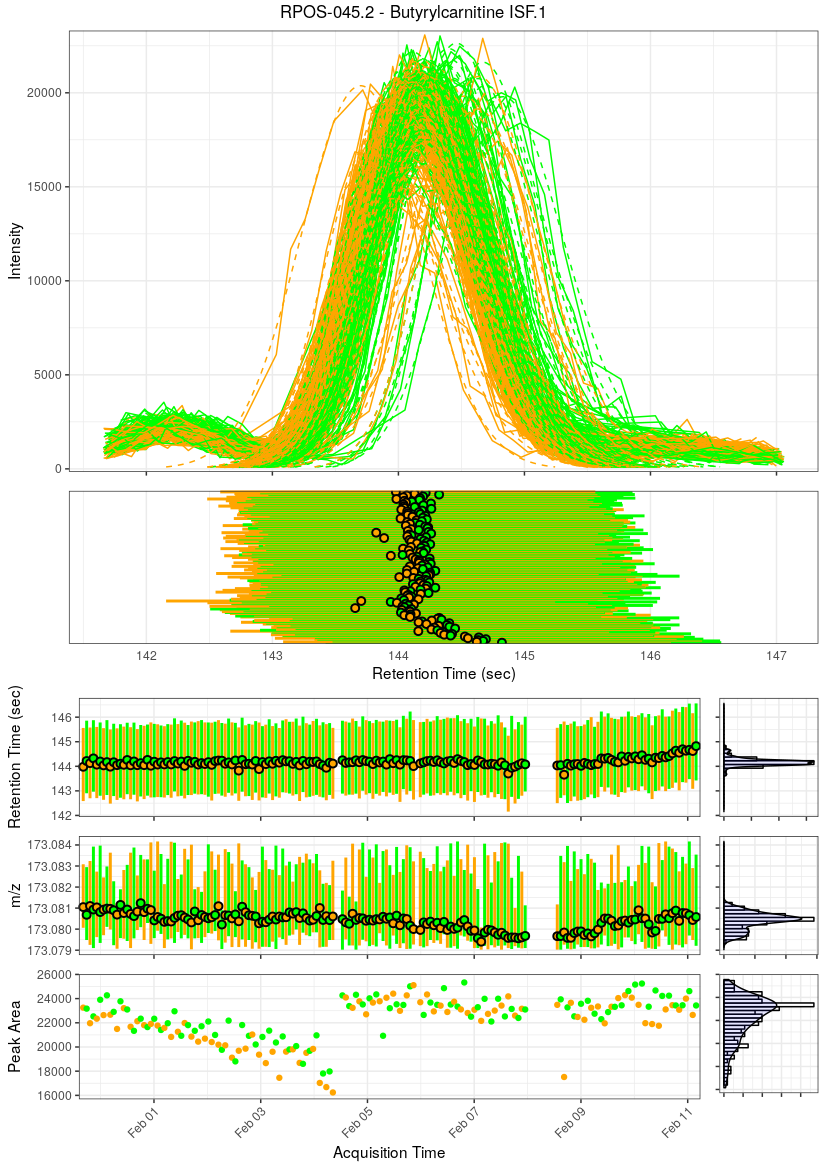 RPOS-045.2 - Butyrylcarnitine ISF.1
Intensity
20000
15000
10000
5000
0
142 143 144 145 146 147
Retention Time (sec)
Retention Time (sec)
146
145
144
143
142
m/z
173.084
173.083
173.082
173.081
173.080
173.079
Peak Area
26000
24000
22000
20000
18000
16000
Feb 01 Feb 03 Feb 05 Feb 07 Feb 09 Feb 11
Acquisition Time